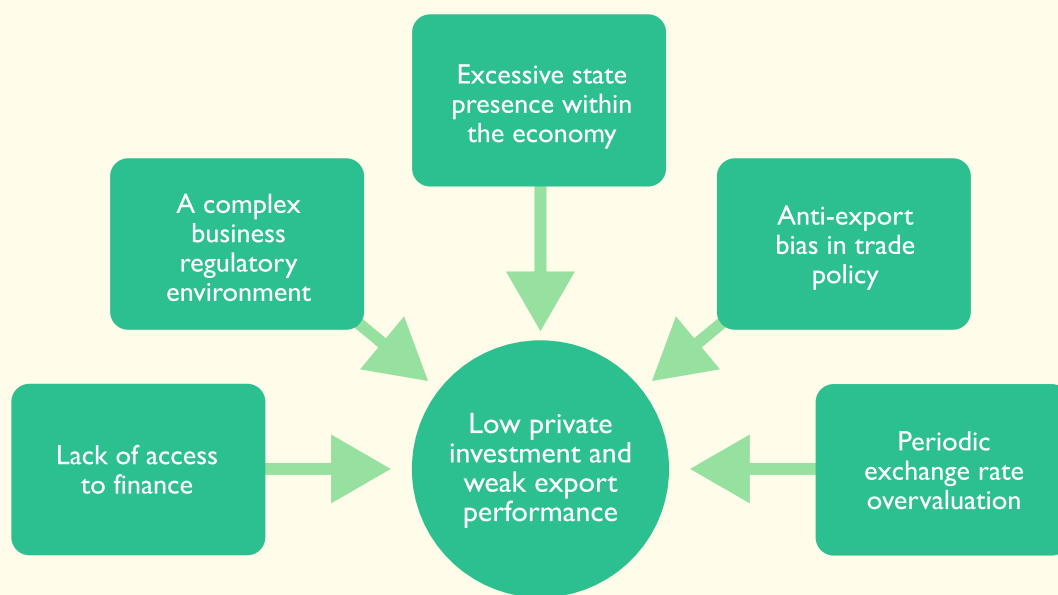 Excessive state
presence within
the economy
A complex
business
regulatory
environment
Anti-export
bias in trade
policy
Lack of access
to finance
Low private
investment and
weak export
performance
Periodic
exchange rate
overvaluation